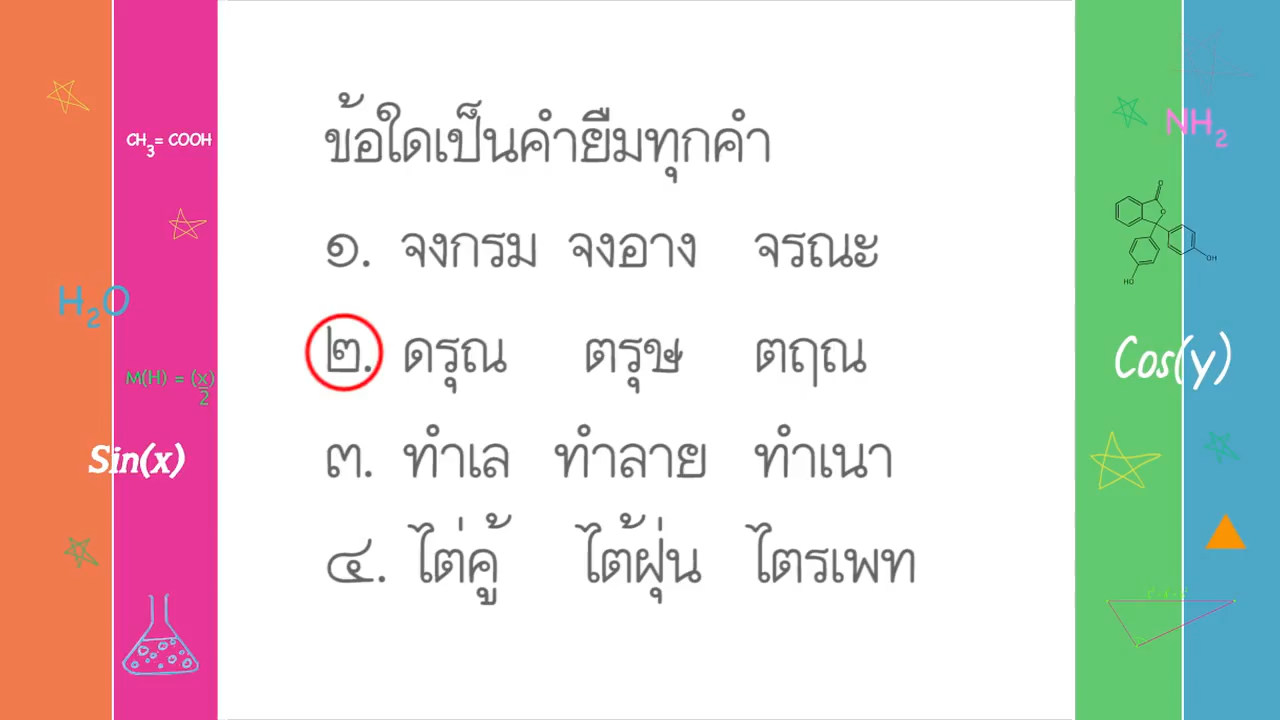 ข้อใดเป็นคำยืมทุกคำ
๑. จงกรม จงอาง จรณะ
๒. ดรุณ ตรุษ ตฤณ
๓. ทำเล ทำลาย ทำเนา
๔. ไต่คู้ ไต้ฝุ่น ไตรเพท
CH3= COOH
H2O
M(H) = (x)
2
Sin(x)
NH2
O
O
OH
HO
Cos(y)